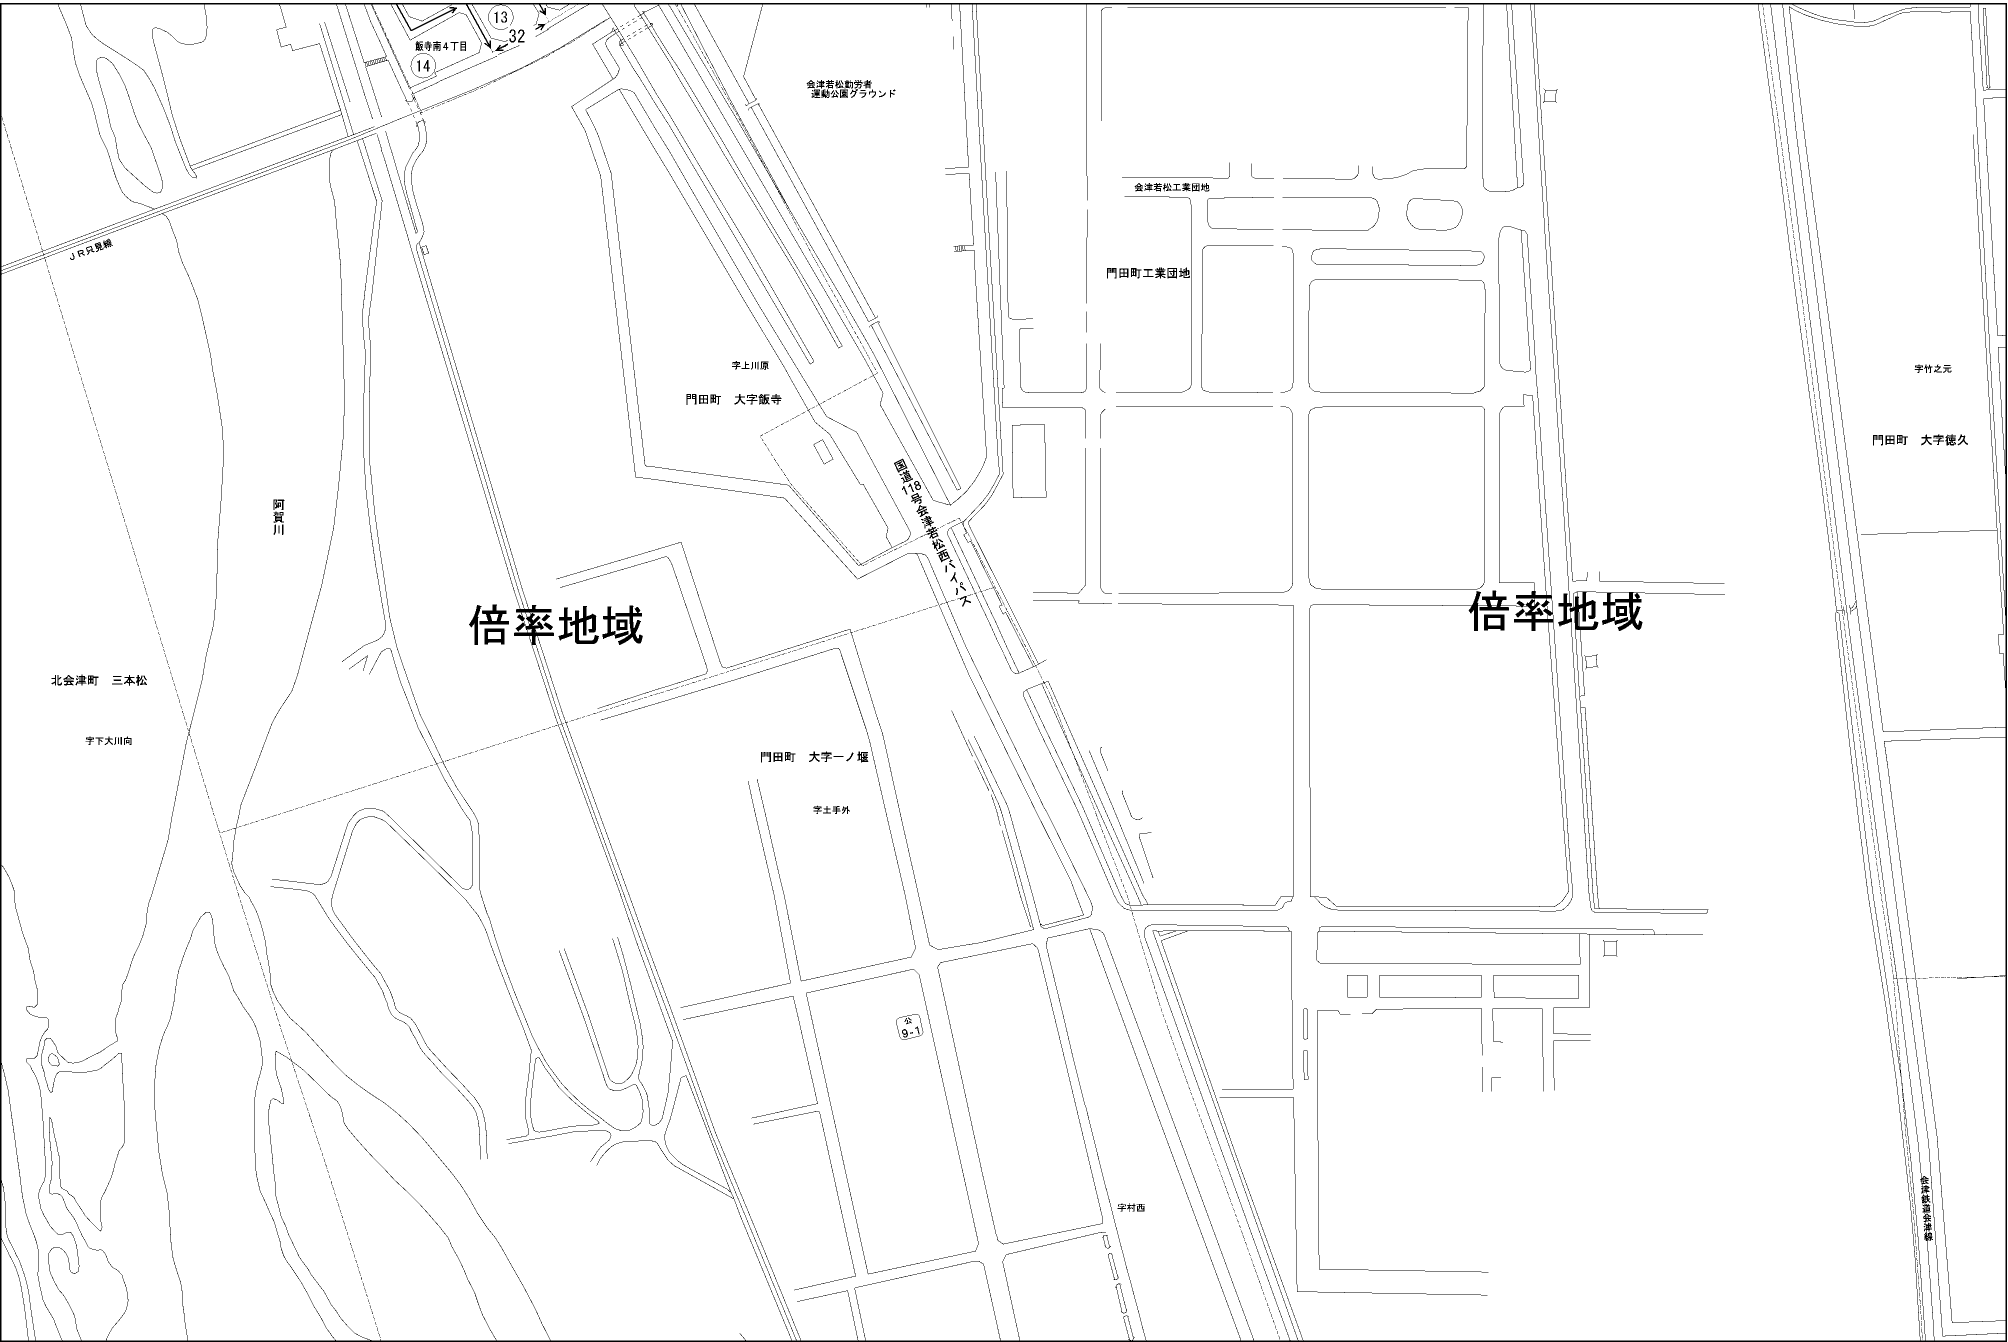 13
32
飯寺南4丁目
14
会津若松勤労者
運動公園グラウンド
会津若松工業団地
JR只見線
門田町工業団地
字上川原
字竹之元
門田町 大字飯寺
門田町 大字徳久
国道118号会津若松西バイパス
阿賀川
倍率地域
倍率地域
北会津町 三本松
字下大川向
門田町 大字一ノ堰
字土手外
公
9-1
字村西
会津鉄道会津線